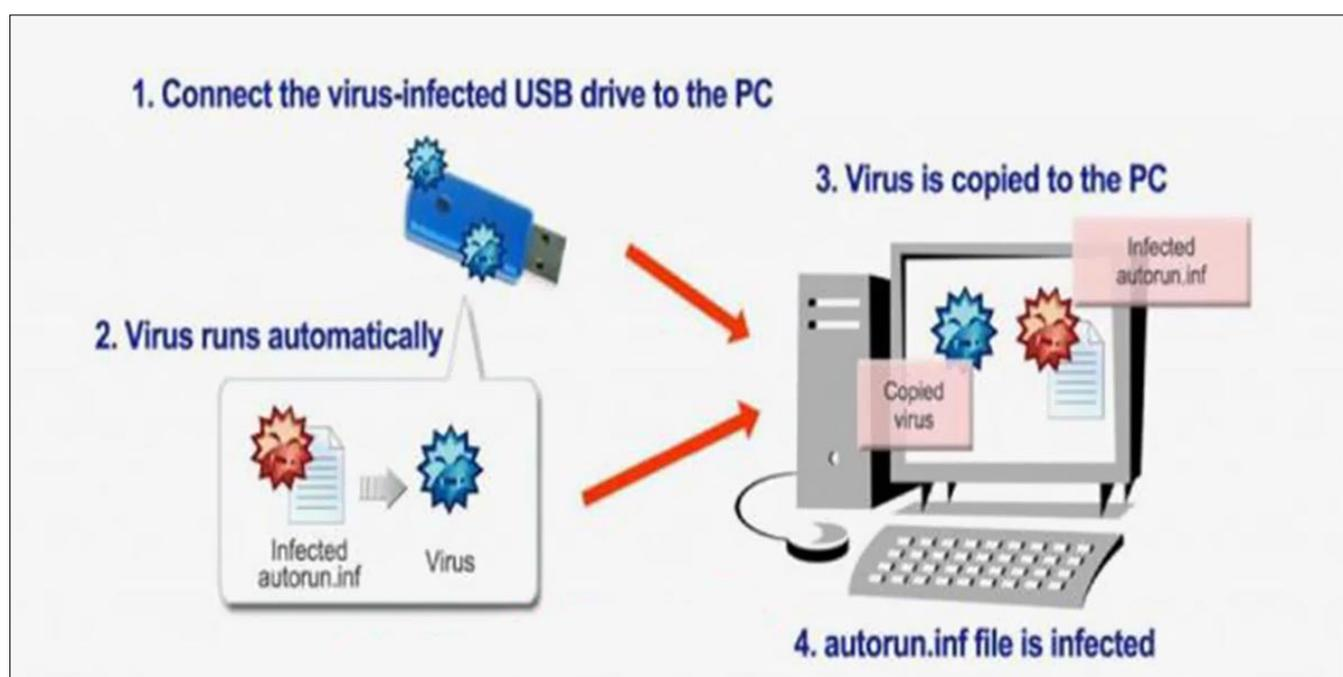 1. Connect the virus-infected USB drive to the PC
2. Virus runs automatically
Infected
autorun.inf
Virus
3. Virus is copied to the PC
Infected
autorun.inf
Copied
virus
4. autorun.inf file is infected